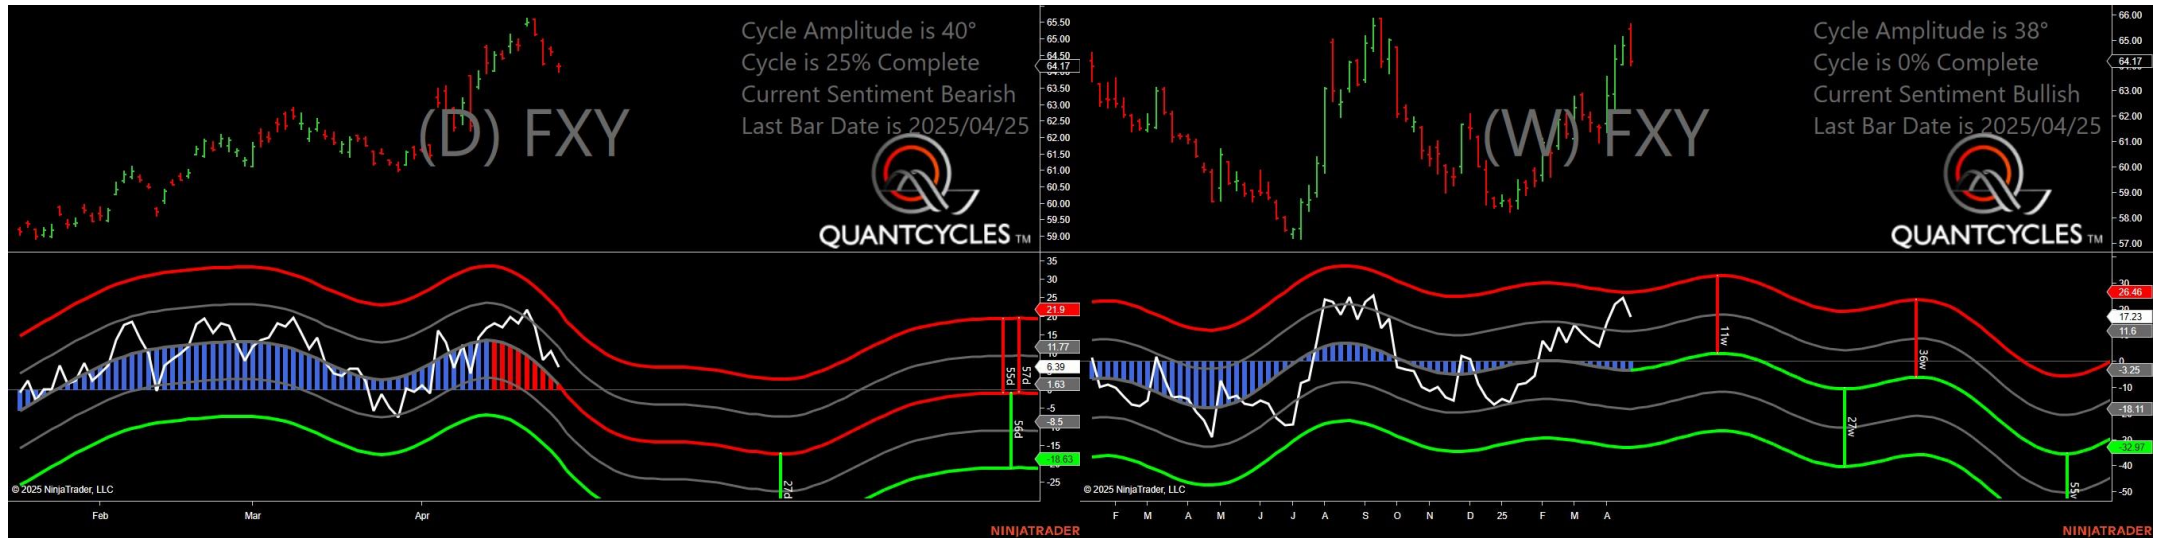 Cycle Amplitude is 40°
Cycle is 25% Complete
Current Sentiment Bearish
Last Bar Date is 2025/04/25
(D) FXY
QUANTCYCLES TM
65.50
65.00
64.50
64.17
63.50
63.00
62.50
62.00
61.50
61.00
60.50
60.00
59.50
59.00
35
30
25
21.9
20
15
11.77
6.39
1.63
-5
-8.5
-15
-18.63
-25
27d
55d
57d
56d
© 2025 NinjaTrader, LLC
Feb
Mar
Apr
NINJATRADER
Cycle Amplitude is 38°
Cycle is 0% Complete
Current Sentiment Bullish
Last Bar Date is 2025/04/25
(W) FXY
QUANTCYCLES TM
66.00
65.00
64.17
63.00
62.00
61.00
60.00
59.00
58.00
57.00
30
26.46
17.23
11.6
0
-3.25
-10
-18.11
-32.97
-40
-50
11w
36w
27w
© 2025 NinjaTrader, LLC
F
M
A
M
J
J
A
S
O
N
D
25
F
M
A
NINJATRADER